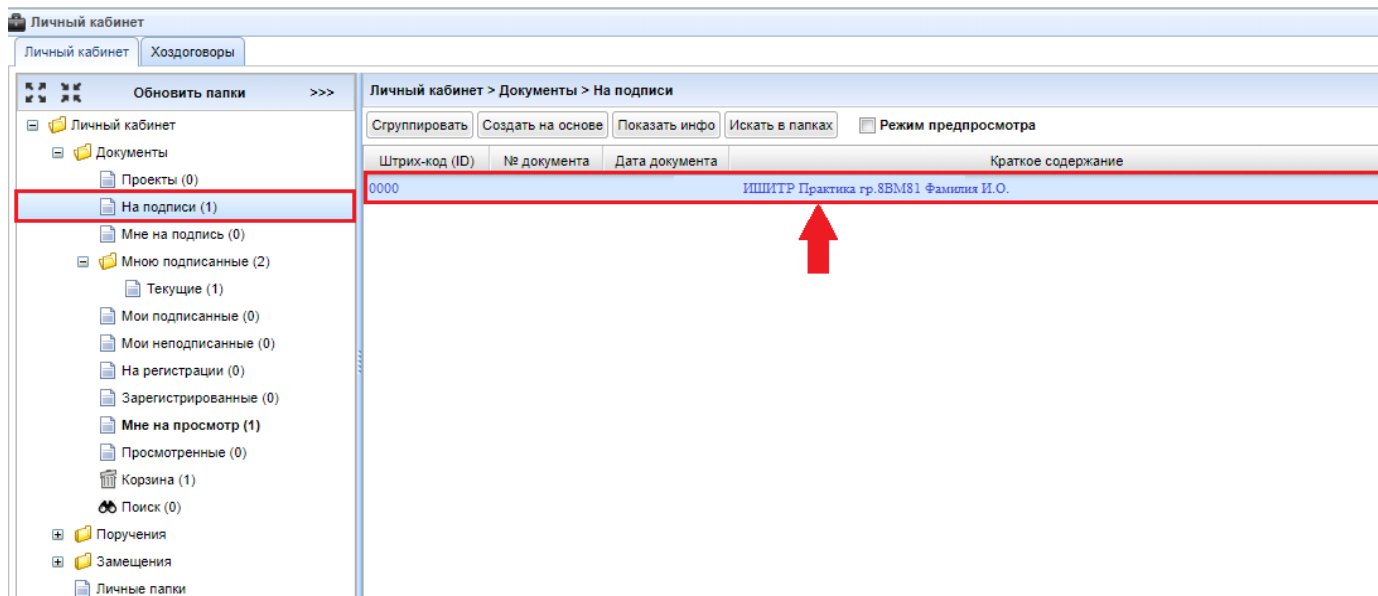 Личный кабинет
Личный кабинет Хоздоговоры
Обновить папки >>>
Личный кабинет
Документы
Проекты (0)
На подписи (1)
Мне на подпись (0)
Мною подписанные (2)
Текущие (1)
Мои подписанные (0)
Мои неподписанные (0)
На регистрации (0)
Зарегистрированные (0)
Мне на просмотр (1)
Просмотренные (0)
Корзина (1)
Поиск (0)
Поручения
Замещения
Личные папки
Личный кабинет > Документы > На подписи
Сгруппировать Создать на основе Показать инфо Искать в папках Режим предпросмотра
Штрих-код (ID) № документа Дата документа Краткое содержание
0000 ИШИТР Практика гр.8ВМ81 Фамилия И.О.